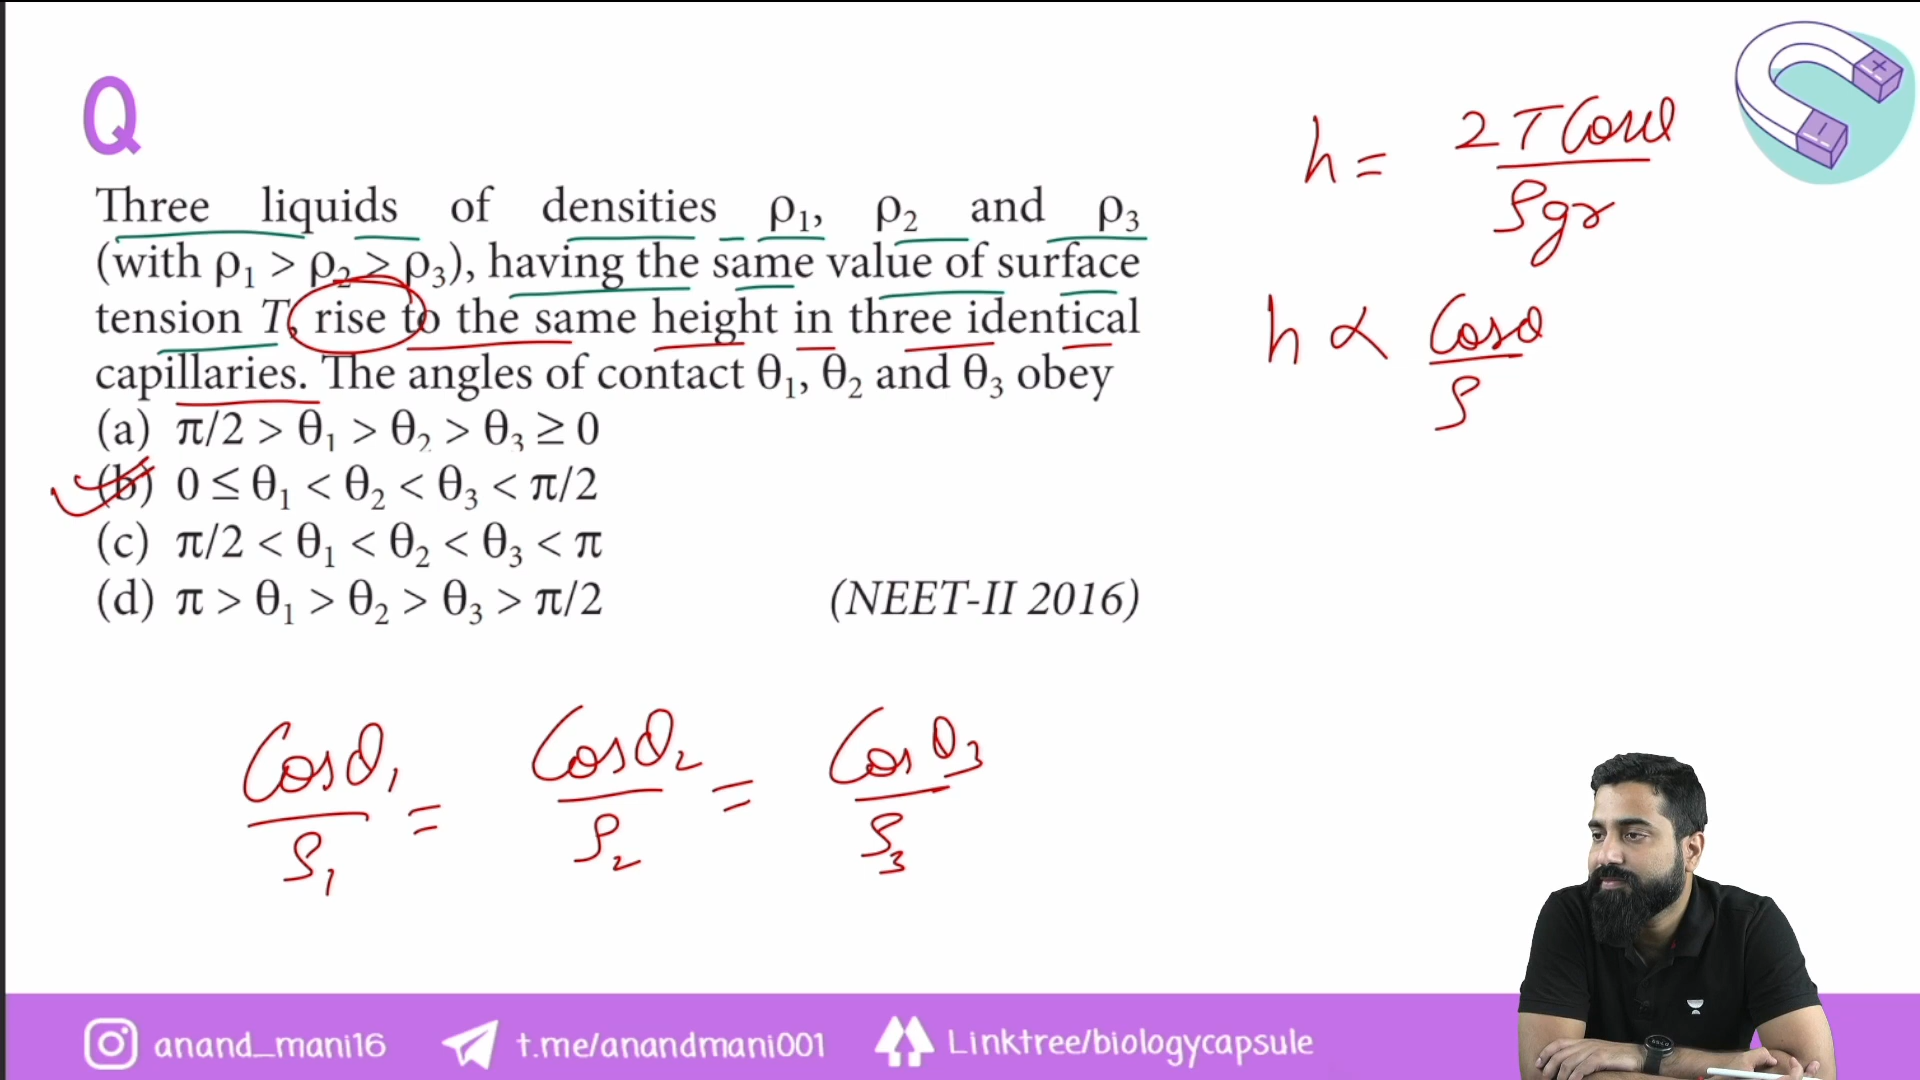 Q
Three liquids of densities ρ₁, ρ₂ and ρ₃
(with ρ₁ > ρ₂ > ρ₃), having the same value of surface
tension T, rise to the same height in three identical
capillaries. The angles of contact θ₁, θ₂ and θ₃ obey
(a) π/2 > θ₁ > θ₂ > θ₃ ≥ 0
(b) 0 ≤ θ₁ < θ₂ < θ₃ < π/2
(c) π/2 < θ₁ < θ₂ < θ₃ < π
(d) π > θ₁ > θ₂ > θ₃ > π/2 (NEET-II 2016)
h = 2 T Cosθ / ρgr
h ∝ Cosθ / ρ
Cosθ₁ / ρ₁ = Cosθ₂ / ρ₂ = Cosθ₃ / ρ₃
+
-
anand_mani16 t.me/anandmani001 Linktree/biologycapsule